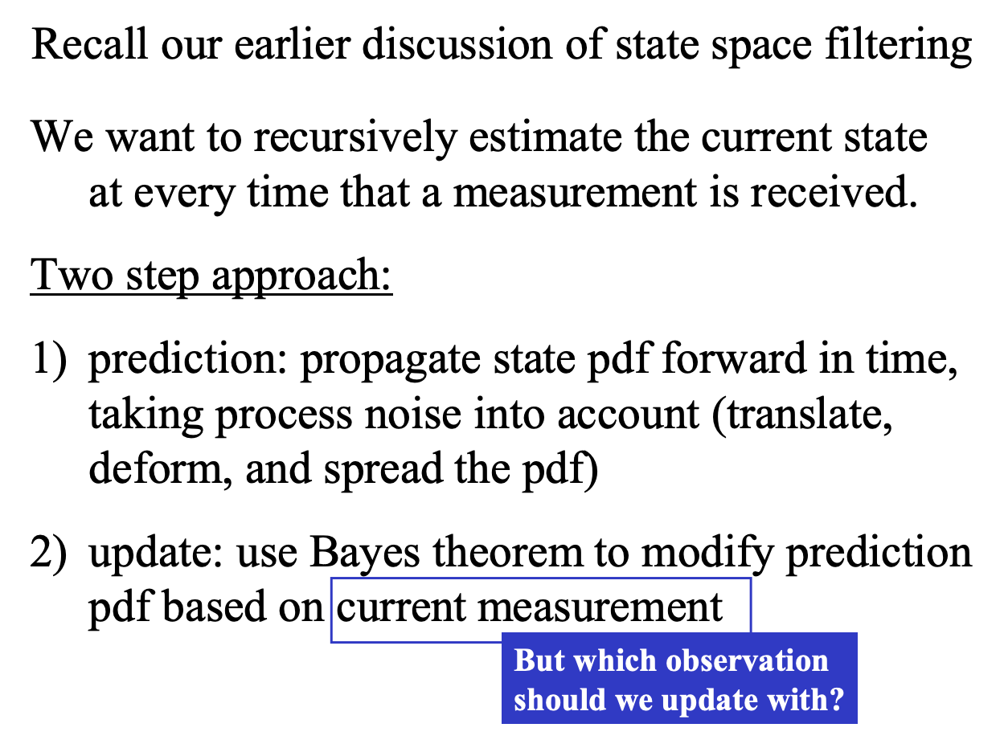 Recall our earlier discussion of state space filtering
We want to recursively estimate the current state
at every time that a measurement is received.
Two step approach:
1) prediction: propagate state pdf forward in time,
taking process noise into account (translate,
deform, and spread the pdf)
2) update: use Bayes theorem to modify prediction
pdf based on current measurement
But which observation
should we update with?